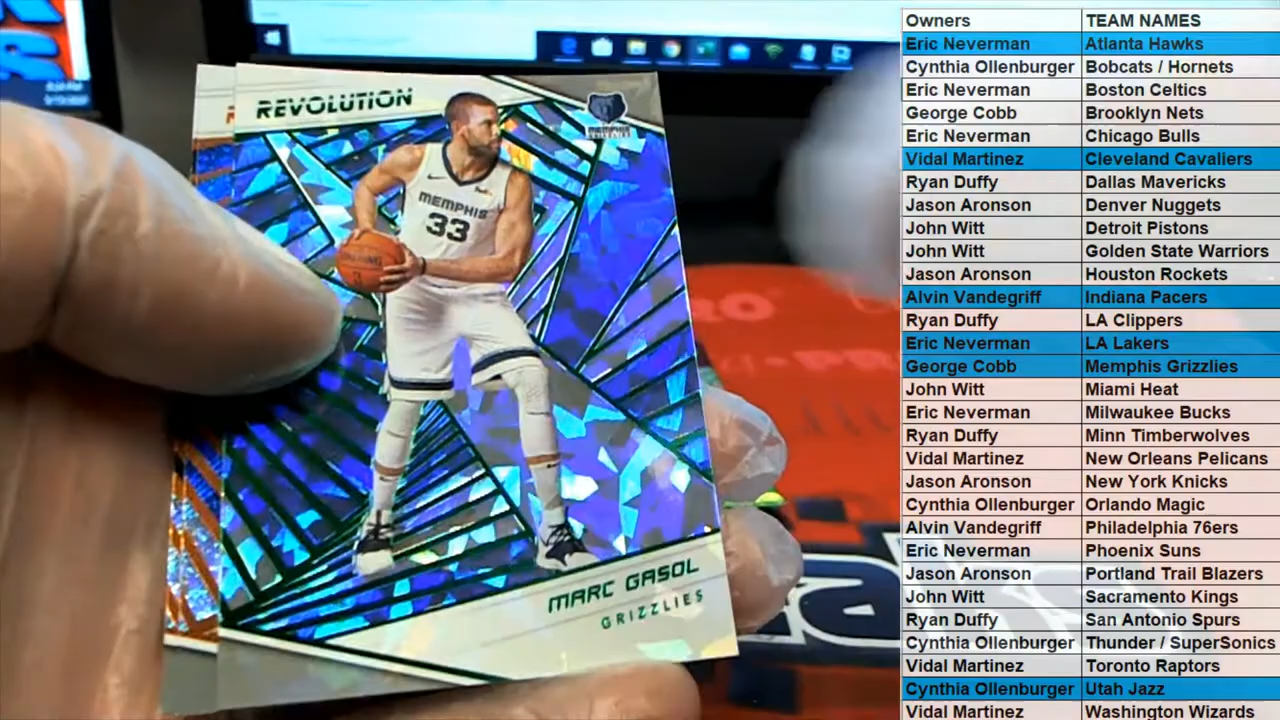 REVOLUTION
MEMPHIS
33
MARC GASOL
GRIZZLIES
Owners TEAM NAMES
Eric Neverman Atlanta Hawks
Cynthia Ollenburger Bobcats / Hornets
Eric Neverman Boston Celtics
George Cobb Brooklyn Nets
Eric Neverman Chicago Bulls
Vidal Martinez Cleveland Cavaliers
Ryan Duffy Dallas Mavericks
Jason Aronson Denver Nuggets
John Witt Detroit Pistons
John Witt Golden State Warriors
Jason Aronson Houston Rockets
Alvin Vandegriff Indiana Pacers
Ryan Duffy LA Clippers
Eric Neverman LA Lakers
George Cobb Memphis Grizzlies
John Witt Miami Heat
Eric Neverman Milwaukee Bucks
Ryan Duffy Minn Timberwolves
Vidal Martinez New Orleans Pelicans
Jason Aronson New York Knicks
Cynthia Ollenburger Orlando Magic
Alvin Vandegriff Philadelphia 76ers
Eric Neverman Phoenix Suns
Jason Aronson Portland Trail Blazers
John Witt Sacramento Kings
Ryan Duffy San Antonio Spurs
Cynthia Ollenburger Thunder / SuperSonics
Vidal Martinez Toronto Raptors
Cynthia Ollenburger Utah Jazz
Vidal Martinez Washington Wizards